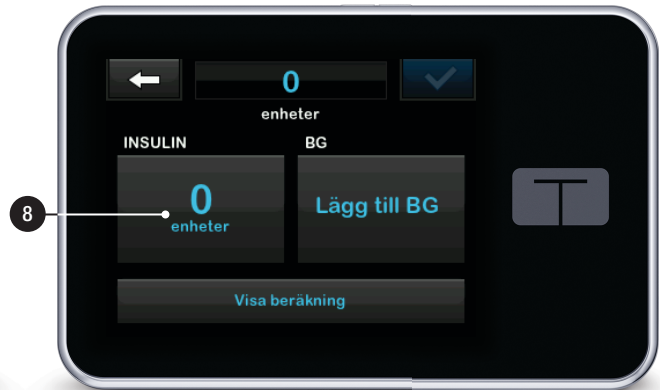 0
enheter
INSULIN
BG
0
enheter
Lägg till BG
8
Visa beräkning